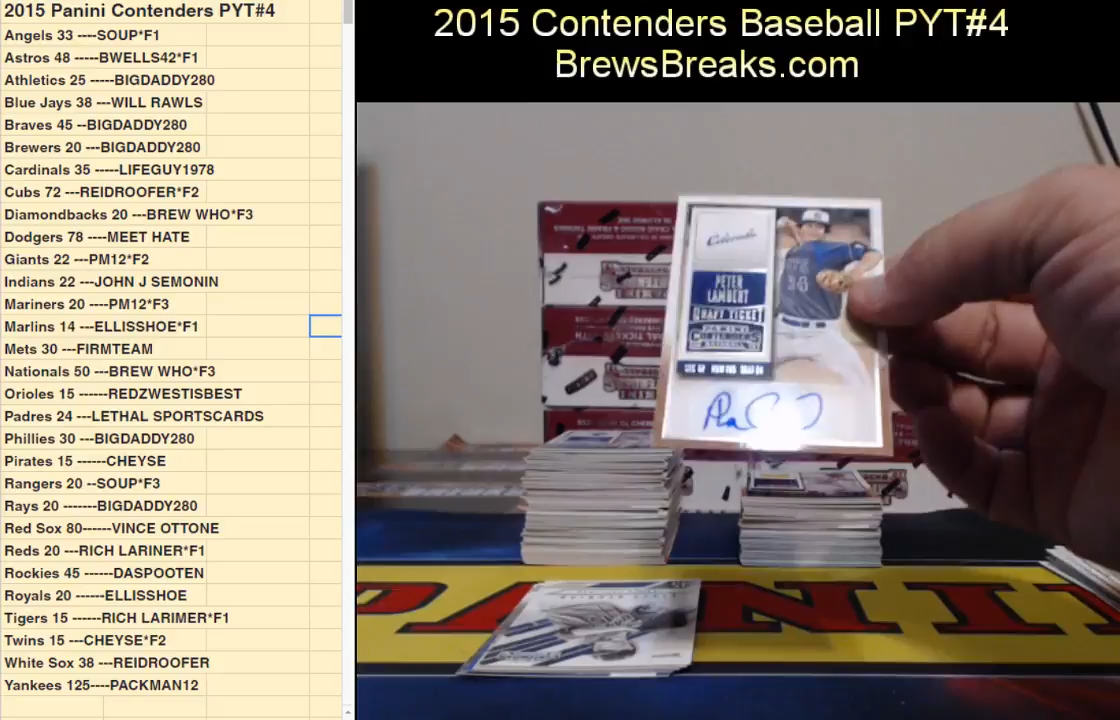 2015 Panini Contenders PYT#4
Angels 33 ----SOUP*F1
Astros 48 -----BWELLS42*F1
Athletics 25 -----BIGDADDY280
Blue Jays 38 ---WILL RAWLS
Braves 45 --BIGDADDY280
Brewers 20 ---BIGDADDY280
Cardinals 35 -----LIFEGUY1978
Cubs 72 ---REIDROOFER*F2
Diamondbacks 20 ---BREW WHO*F3
Dodgers 78 ----MEET HATE
Giants 22 ----PM12*F2
Indians 22 ---JOHN J SEMONIN
Mariners 20 ----PM12*F3
Marlins 14 ---ELLISSHOE*F1
Mets 30 ---FIRMTEAM
Nationals 50 ---BREW WHO*F3
Orioles 15 ----REDZWESTISBEST
Padres 24 ---LETHAL SPORTSCARDS
Phillies 30 ----BIGDADDY280
Pirates 15 ------CHEYSE
Rangers 20 --SOUP*F3
Rays 20 -------BIGDADDY280
Red Sox 80------VINCE OTTONE
Reds 20 ---RICH LARINER*F1
Rockies 45 ------DASPOOTEN
Royals 20 ------ELLISSHOE
Tigers 15 ------RICH LARIMER*F1
Twins 15 ---CHEYSE*F2
White Sox 38 ---REIDROOFER
Yankees 125----PACKMAN12
2015 Contenders Baseball PYT#4
BrewsBreaks.com
Colorado
PETER
LAMBERT
DRAFT TICKET
PANINI
CONTENDERS
BASEBALL
PANINI